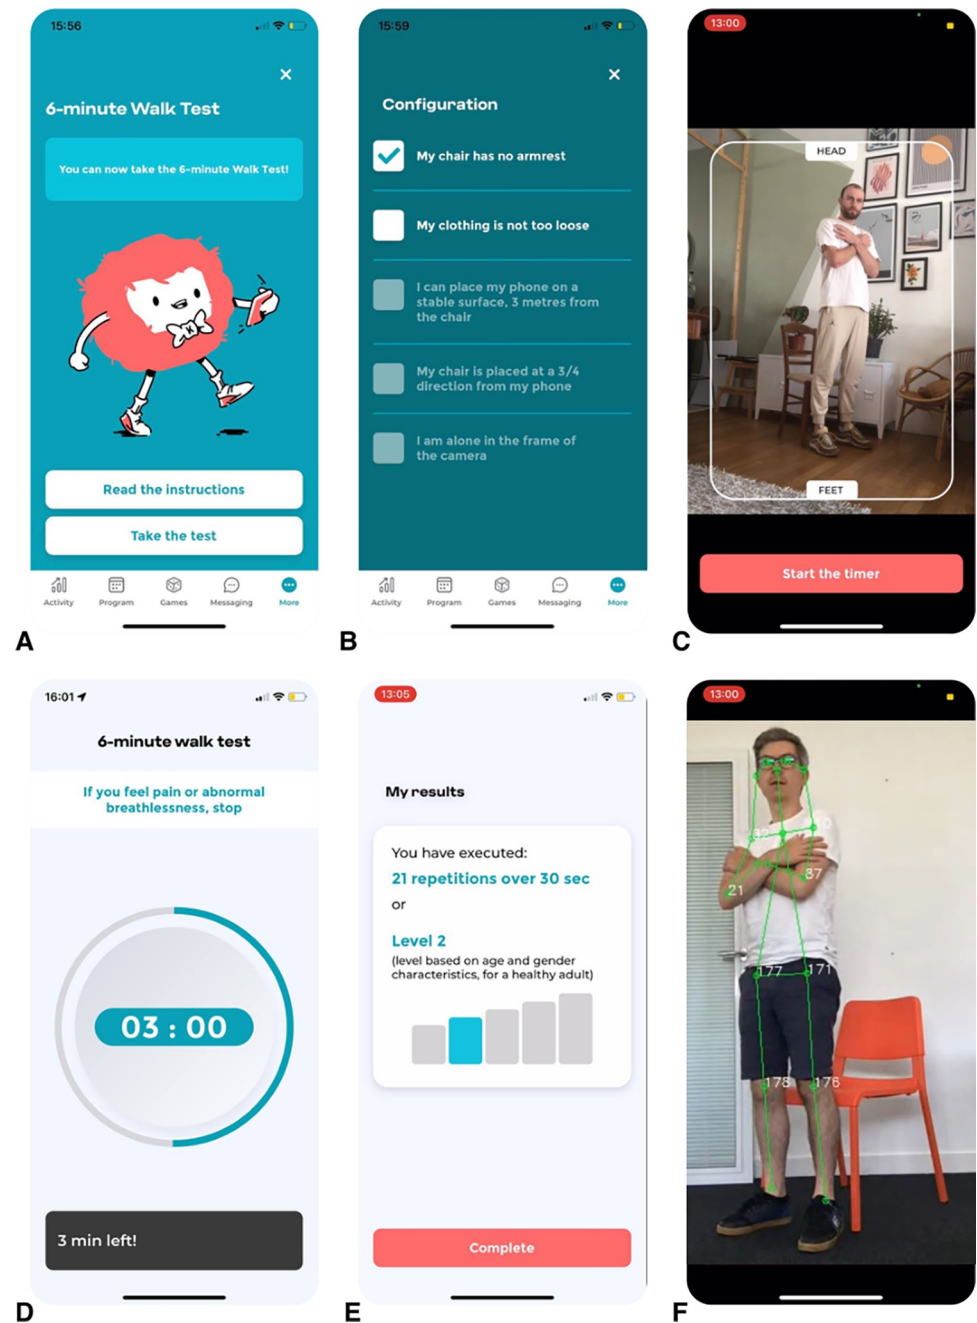 15:56
6-minute Walk Test
You can now take the 6-minute Walk Test!
K
Read the instructions
Take the test
Activity
Program
Games
Messaging
More
A
15:59
Configuration
My chair has no armrest
My clothing is not too loose
I can place my phone on a
stable surface, 3 metres from
the chair
My chair is placed at a 3/4
direction from my phone
I am alone in the frame of
the camera
Activity
Program
Games
Messaging
More
B
13:00
HEAD
FEET
Start the timer
C
16:01
6-minute walk test
If you feel pain or abnormal
breathlessness, stop
03 : 00
3 min left!
D
13:05
My results
You have executed:
21 repetitions over 30 sec
or
Level 2
(level based on age and gender
characteristics, for a healthy adult)
Complete
E
13:00
21
37
177
171
178
176
F